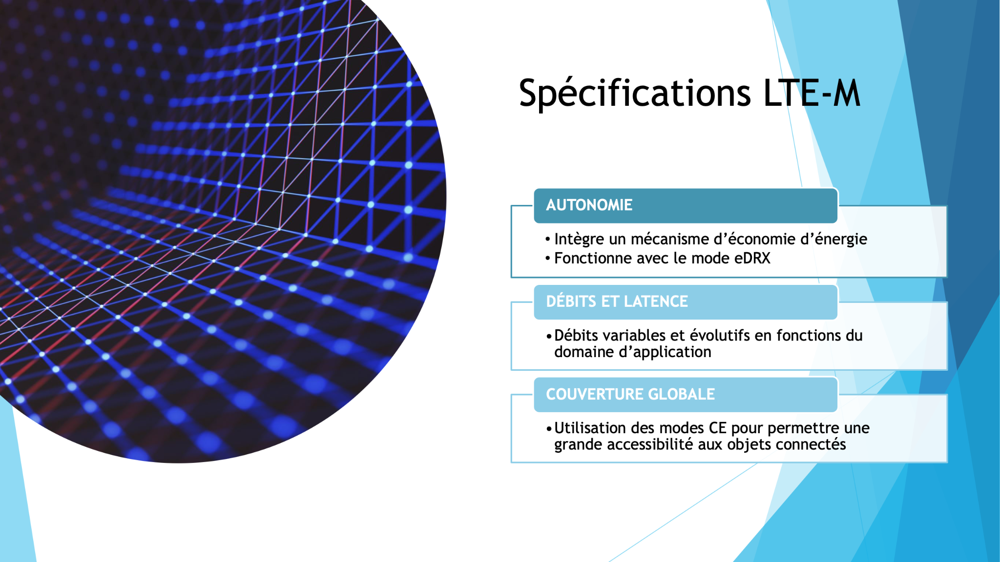 Spécifications LTE-M
AUTONOMIE
• Intègre un mécanisme d’économie d’énergie
• Fonctionne avec le mode eDRX
DÉBITS ET LATENCE
• Débits variables et évolutifs en fonctions du
domaine d’application
COUVERTURE GLOBALE
• Utilisation des modes CE pour permettre une
grande accessibilité aux objets connectés